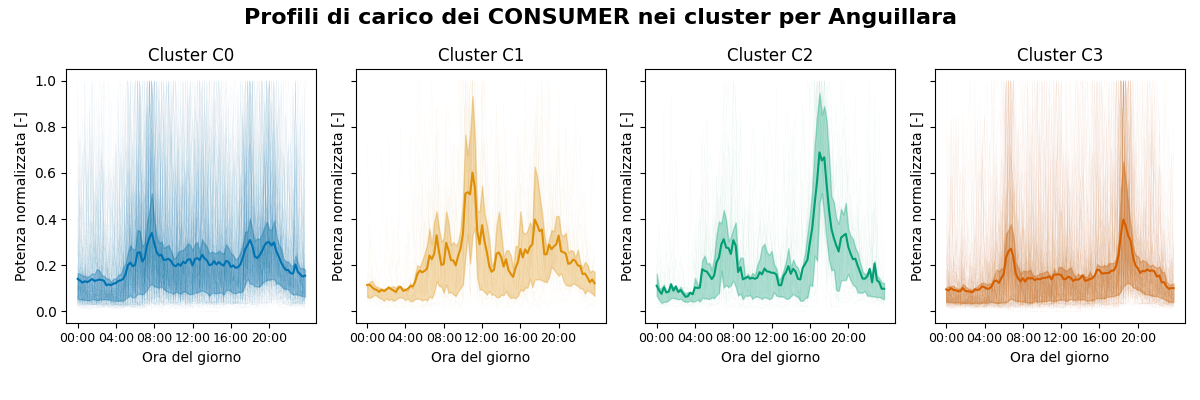 Profili di carico dei CONSUMER nei cluster per Anguillara
Cluster C0
Cluster C1
Cluster C2
Cluster C3
Potenza normalizzata [-]
1.0
0.8
0.6
0.4
0.2
0.0
00:00 04:00 08:00 12:00 16:00 20:00
Ora del giorno
Potenza normalizzata [-]
00:00 04:00 08:00 12:00 16:00 20:00
Ora del giorno
Potenza normalizzata [-]
00:00 04:00 08:00 12:00 16:00 20:00
Ora del giorno
Potenza normalizzata [-]
00:00 04:00 08:00 12:00 16:00 20:00
Ora del giorno